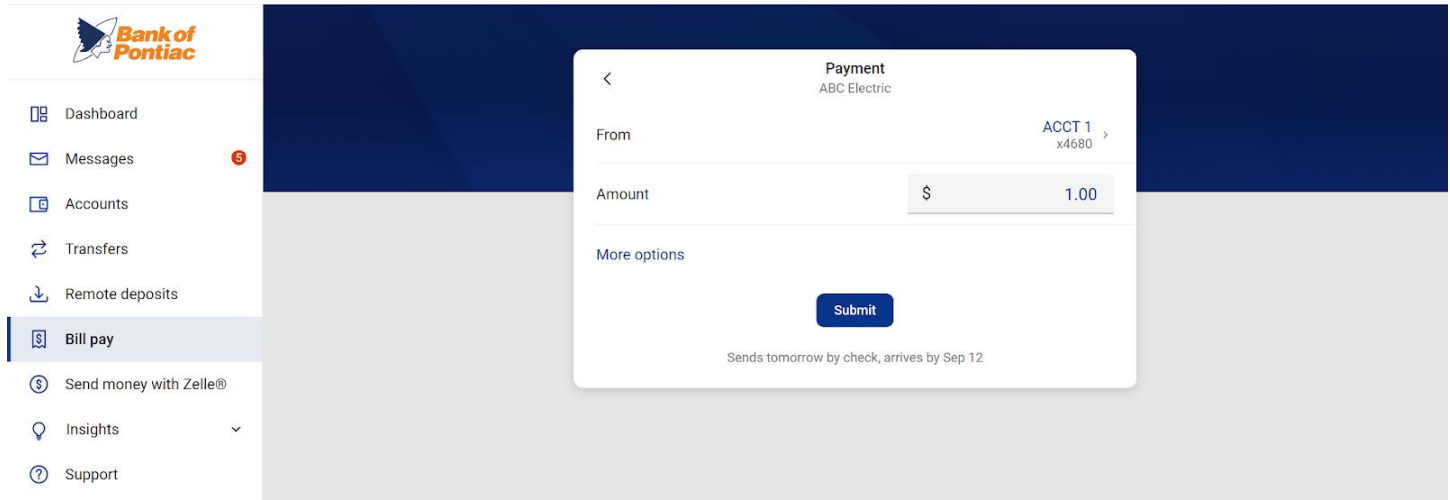 Bank of
Pontiac
Dashboard
Messages 5
Accounts
Transfers
Remote deposits
Bill pay
Send money with Zelle®
Insights
Support
Payment
ABC Electric
From
ACCT 1
x4680
Amount $ 1.00
More options
Submit
Sends tomorrow by check, arrives by Sep 12